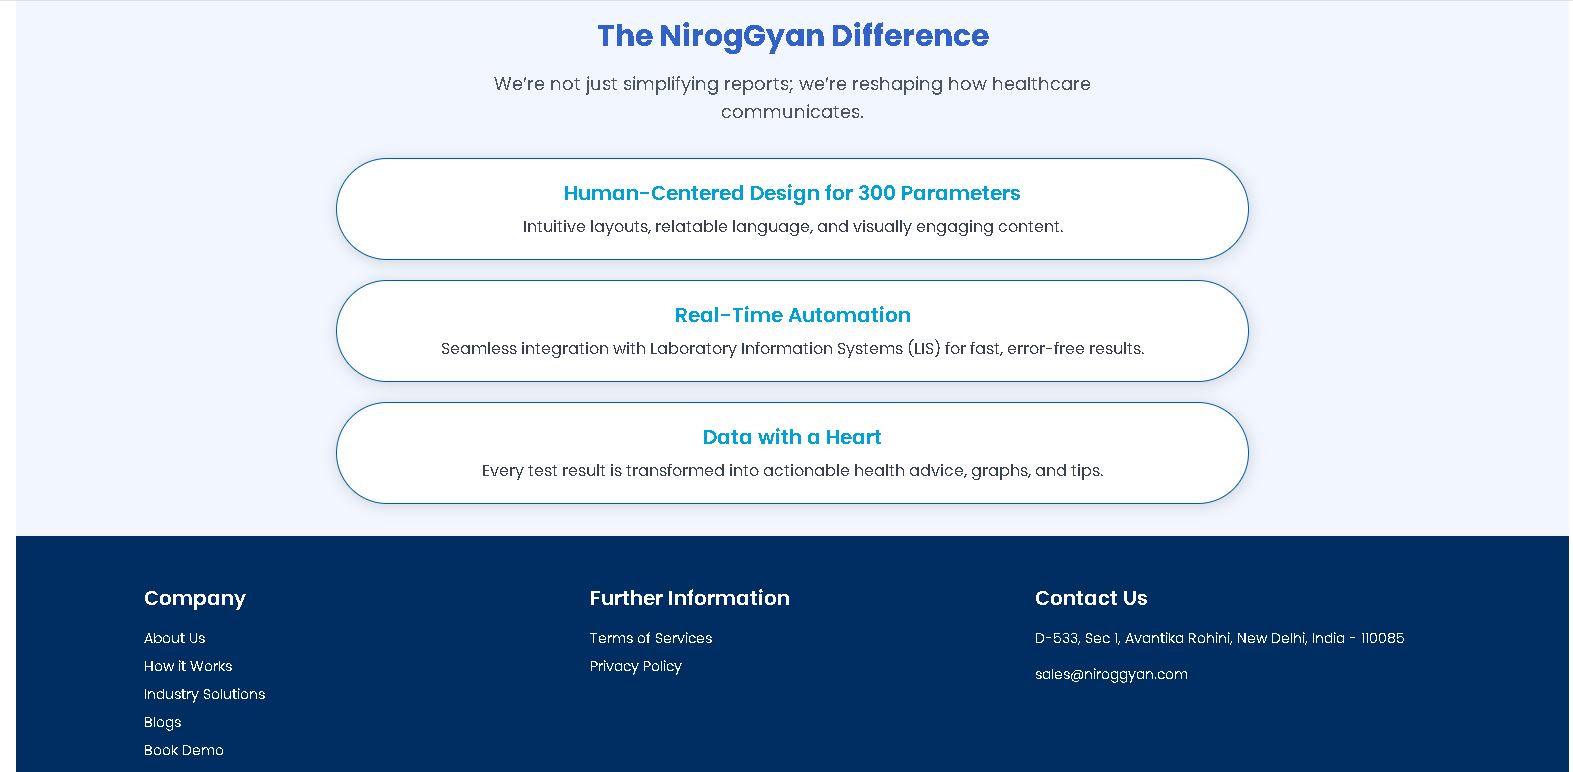 The NirogGyan Difference
We're not just simplifying reports; we're reshaping how healthcare
communicates.
Human-Centered Design for 300 Parameters
Intuitive layouts, relatable language, and visually engaging content.
Real-Time Automation
Seamless integration with Laboratory Information Systems (LIS) for fast, error-free results.
Data with a Heart
Every test result is transformed into actionable health advice, graphs, and tips.
Company
About Us
How it Works
Industry Solutions
Blogs
Book Demo
Further Information
Terms of Services
Privacy Policy
Contact Us
D-533, Sec 1, Avantika Rohini, New Delhi, India - 110085
sales@niroggyan.com